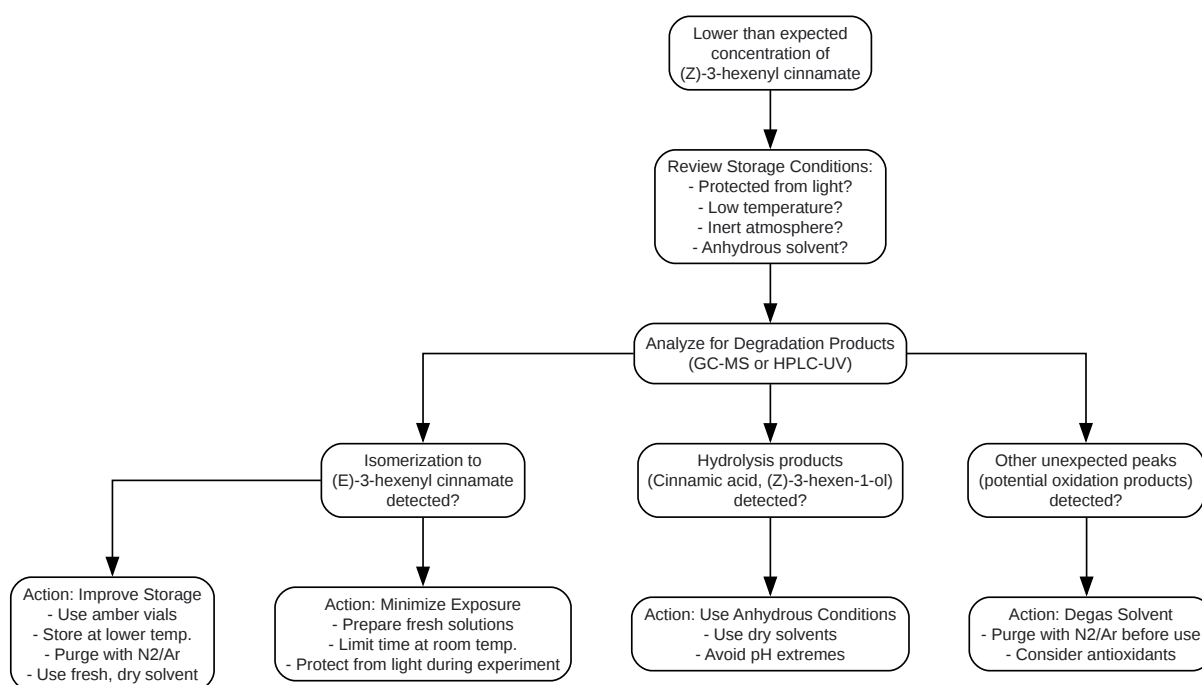 Lower than expected
concentration of
(Z)-3-hexenyl cinnamate
Review Storage Conditions:
- Protected from light?
- Low temperature?
- Inert atmosphere?
- Anhydrous solvent?
Analyze for Degradation Products
(GC-MS or HPLC-UV)
Isomerization to
(E)-3-hexenyl cinnamate
detected?
Hydrolysis products
(Cinnamic acid, (Z)-3-hexen-1-ol)
detected?
Other unexpected peaks
(potential oxidation products)
detected?
Action: Improve Storage
- Use amber vials
- Store at lower temp.
- Purge with N2/Ar
- Use fresh, dry solvent
Action: Minimize Exposure
- Prepare fresh solutions
- Limit time at room temp.
- Protect from light during experiment
Action: Use Anhydrous Conditions
- Use dry solvents
- Avoid pH extremes
Action: Degas Solvent
- Purge with N2/Ar before use
- Consider antioxidants